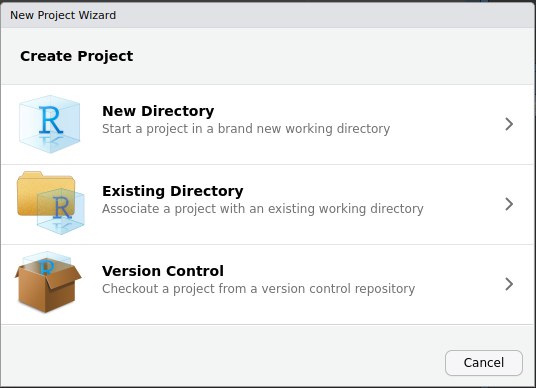 New Project Wizard
Create Project
R
New Directory
Start a project in a brand new working directory
R
Existing Directory
Associate a project with an existing working directory
R
Version Control
Checkout a project from a version control repository
Cancel